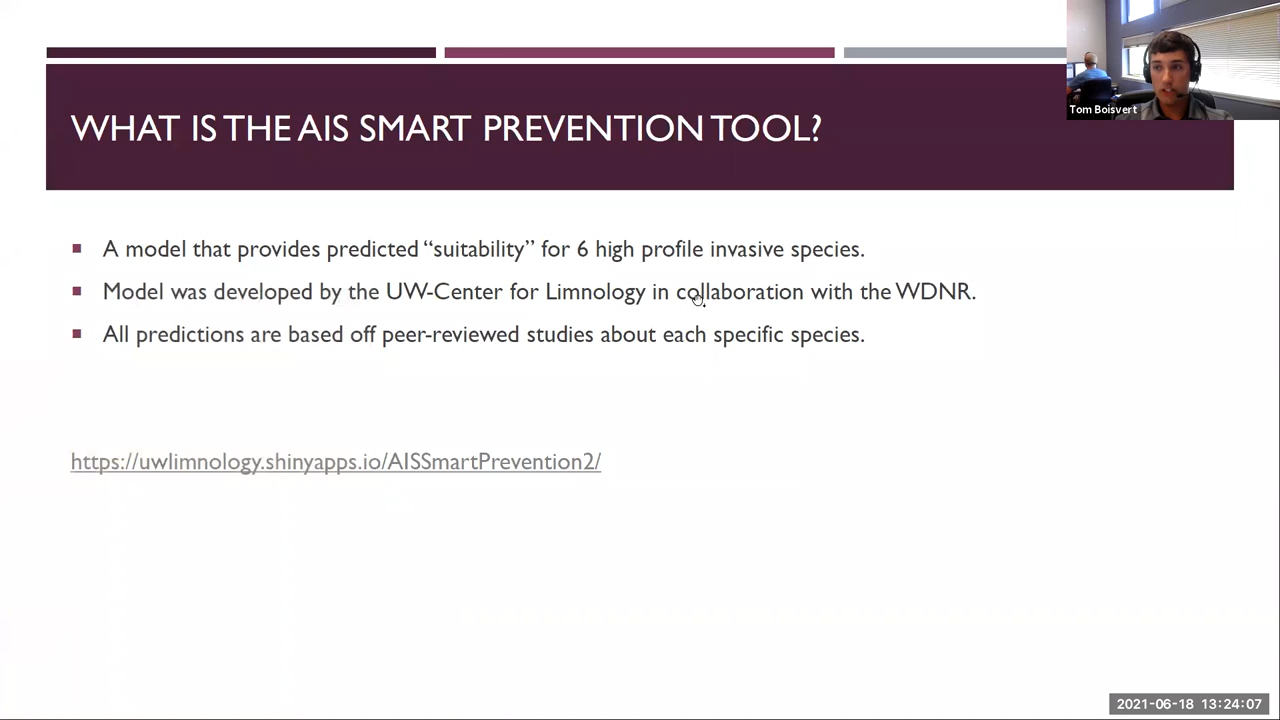 WHAT IS THE AIS SMART PREVENTION TOOL?
Tom Boisvert
A model that provides predicted “suitability” for 6 high profile invasive species.
Model was developed by the UW-Center for Limnology in collaboration with the WDNR.
All predictions are based off peer-reviewed studies about each specific species.
https://uwlimnology.shinyapps.io/AISSmartPrevention2/
2021-06-18 13:24:07